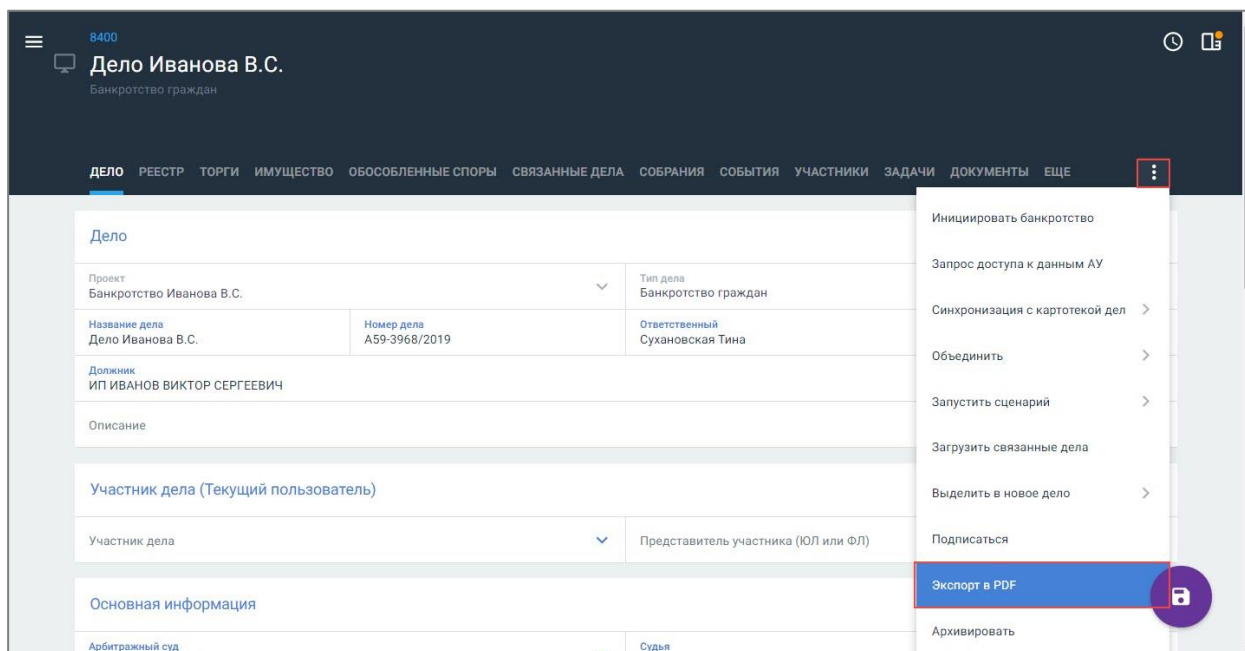 8400
Дело Иванова В.С.
Банкротство граждан
ДЕЛО РЕЕСТР ТОРГИ ИМУЩЕСТВО ОБОСОБЛЕННЫЕ СПОРЫ СВЯЗАННЫЕ ДЕЛА СОБРАНИЯ СОБЫТИЯ УЧАСТНИКИ ЗАДАЧИ ДОКУМЕНТЫ ЕЩЕ
Дело
Проект
Банкротство Иванова В.С.
Тип дела
Банкротство граждан
Название дела
Дело Иванова В.С.
Номер дела
А59-3968/2019
Ответственный
Сухановская Тина
Должник
ИП ИВАНОВ ВИКТОР СЕРГЕЕВИЧ
Описание
Участник дела (Текущий пользователь)
Участник дела
Представитель участника (ЮЛ или ФЛ)
Основная информация
Арбитражный суд
Судья
Инициировать банкротство
Запрос доступа к данным АУ
Синхронизация с картотекой дел
Объединить
Запустить сценарий
Загрузить связанные дела
Выделить в новое дело
Подписаться
Экспорт в PDF
Архивировать